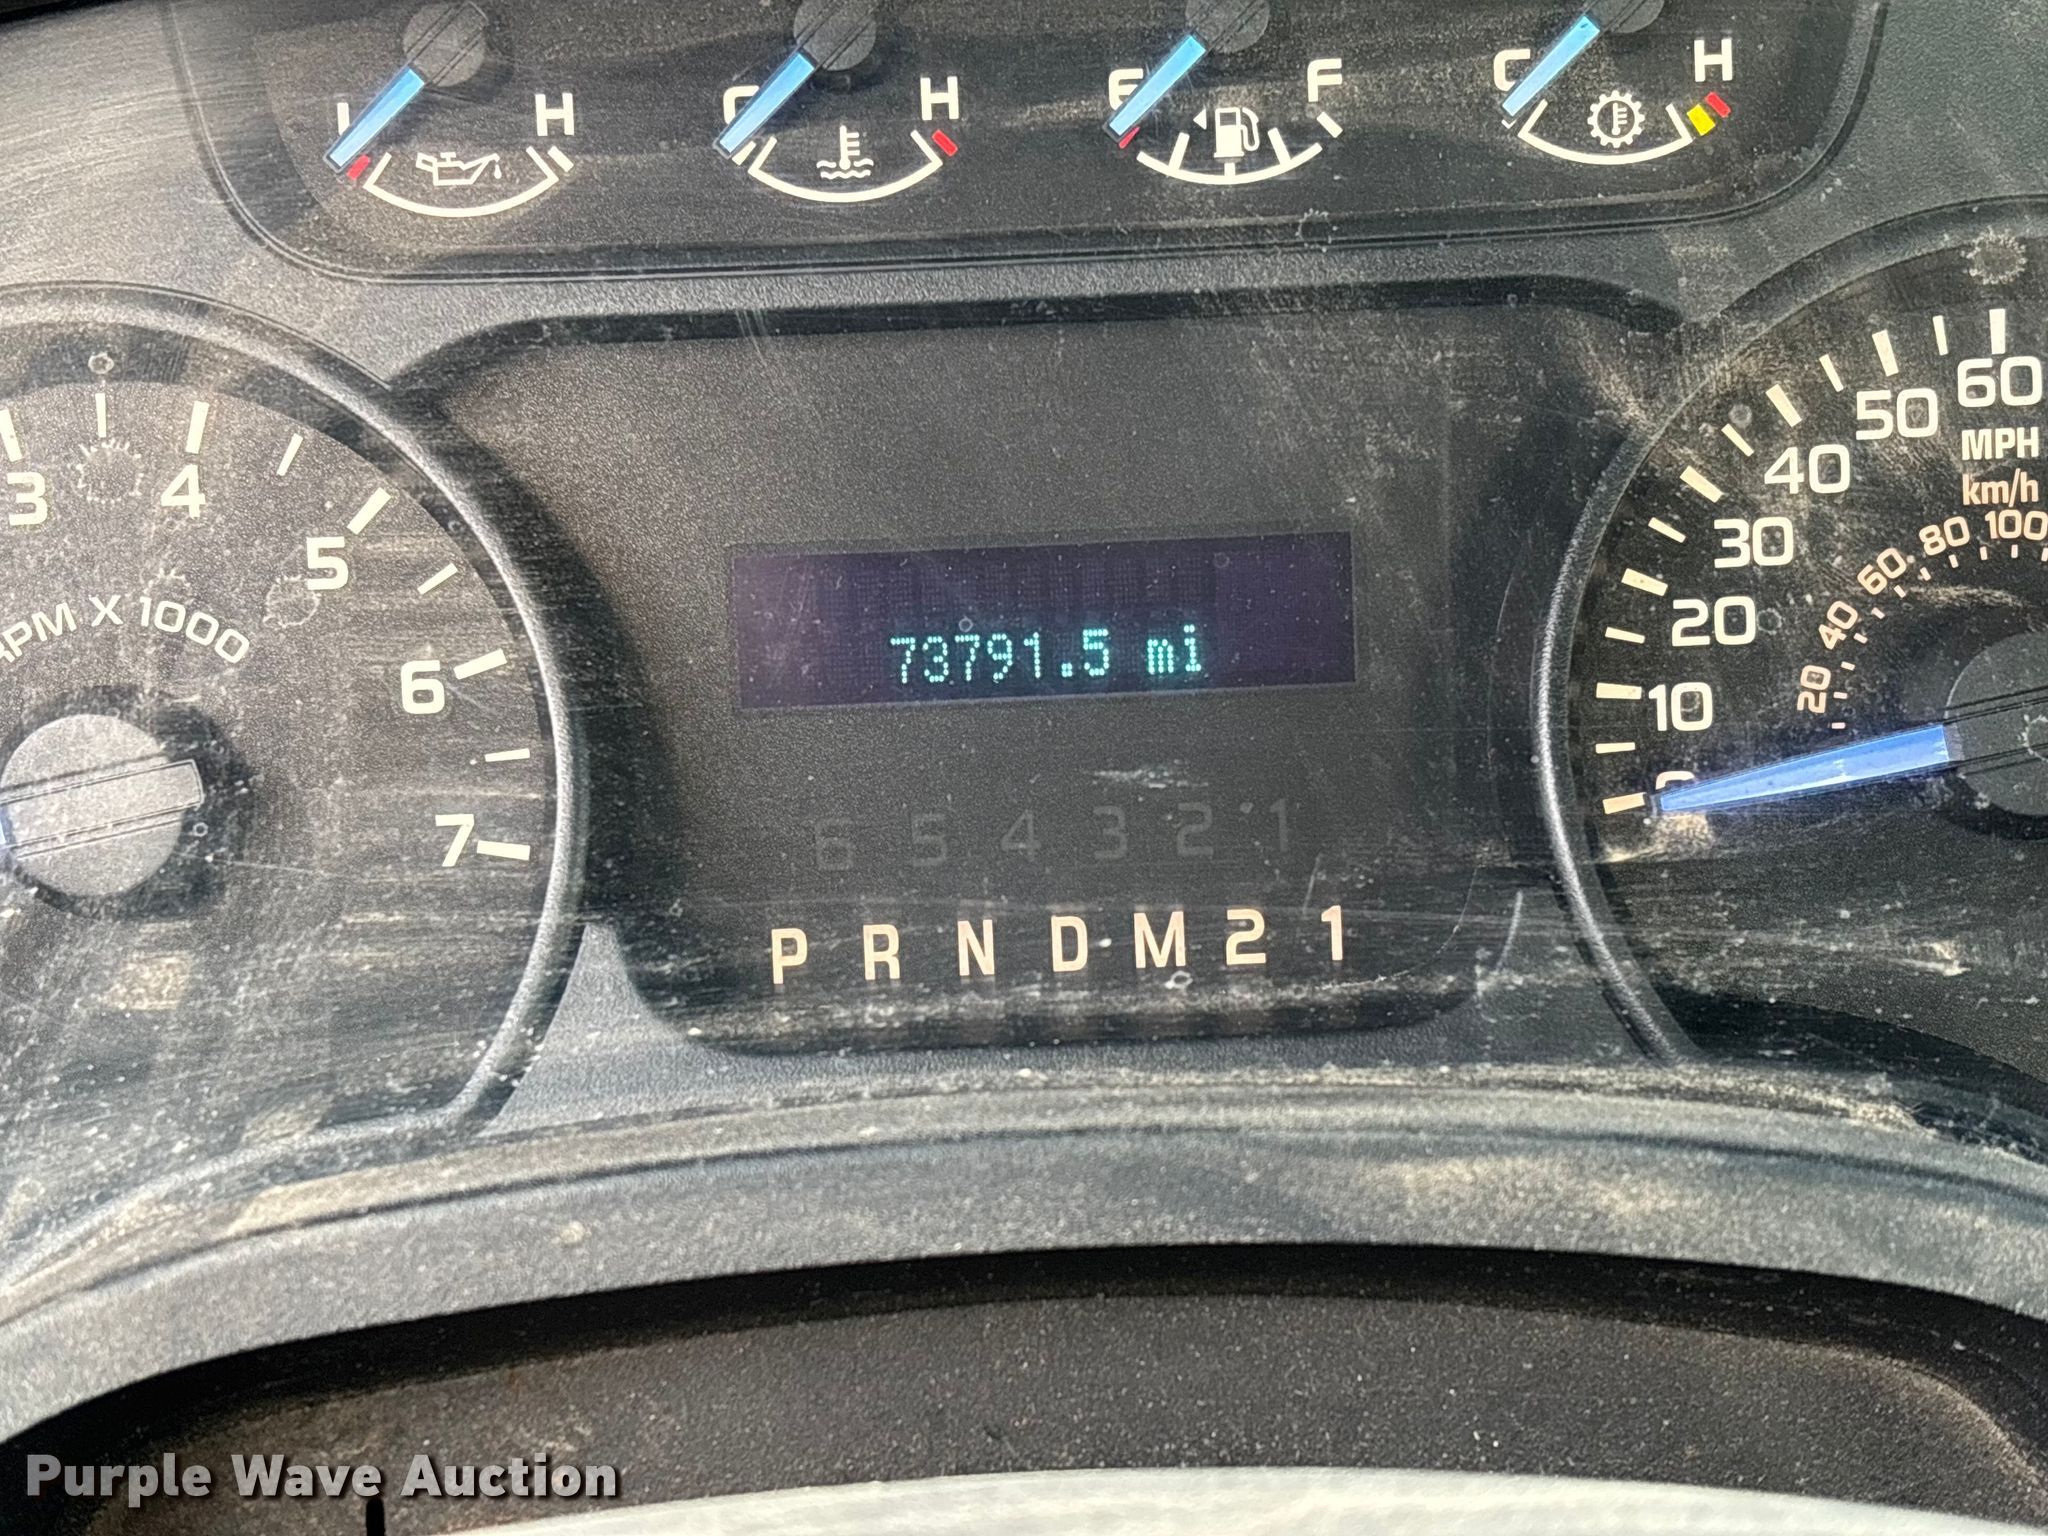 L H C H E F C H
3 4 5 6 7
RPM X 1000
73791.5 mi
6 5 4 3 2 1
P R N D M 2 1
0 10 20 30 40 50 60
MPH
km/h
20 40 60 80 100
Purple Wave Auction